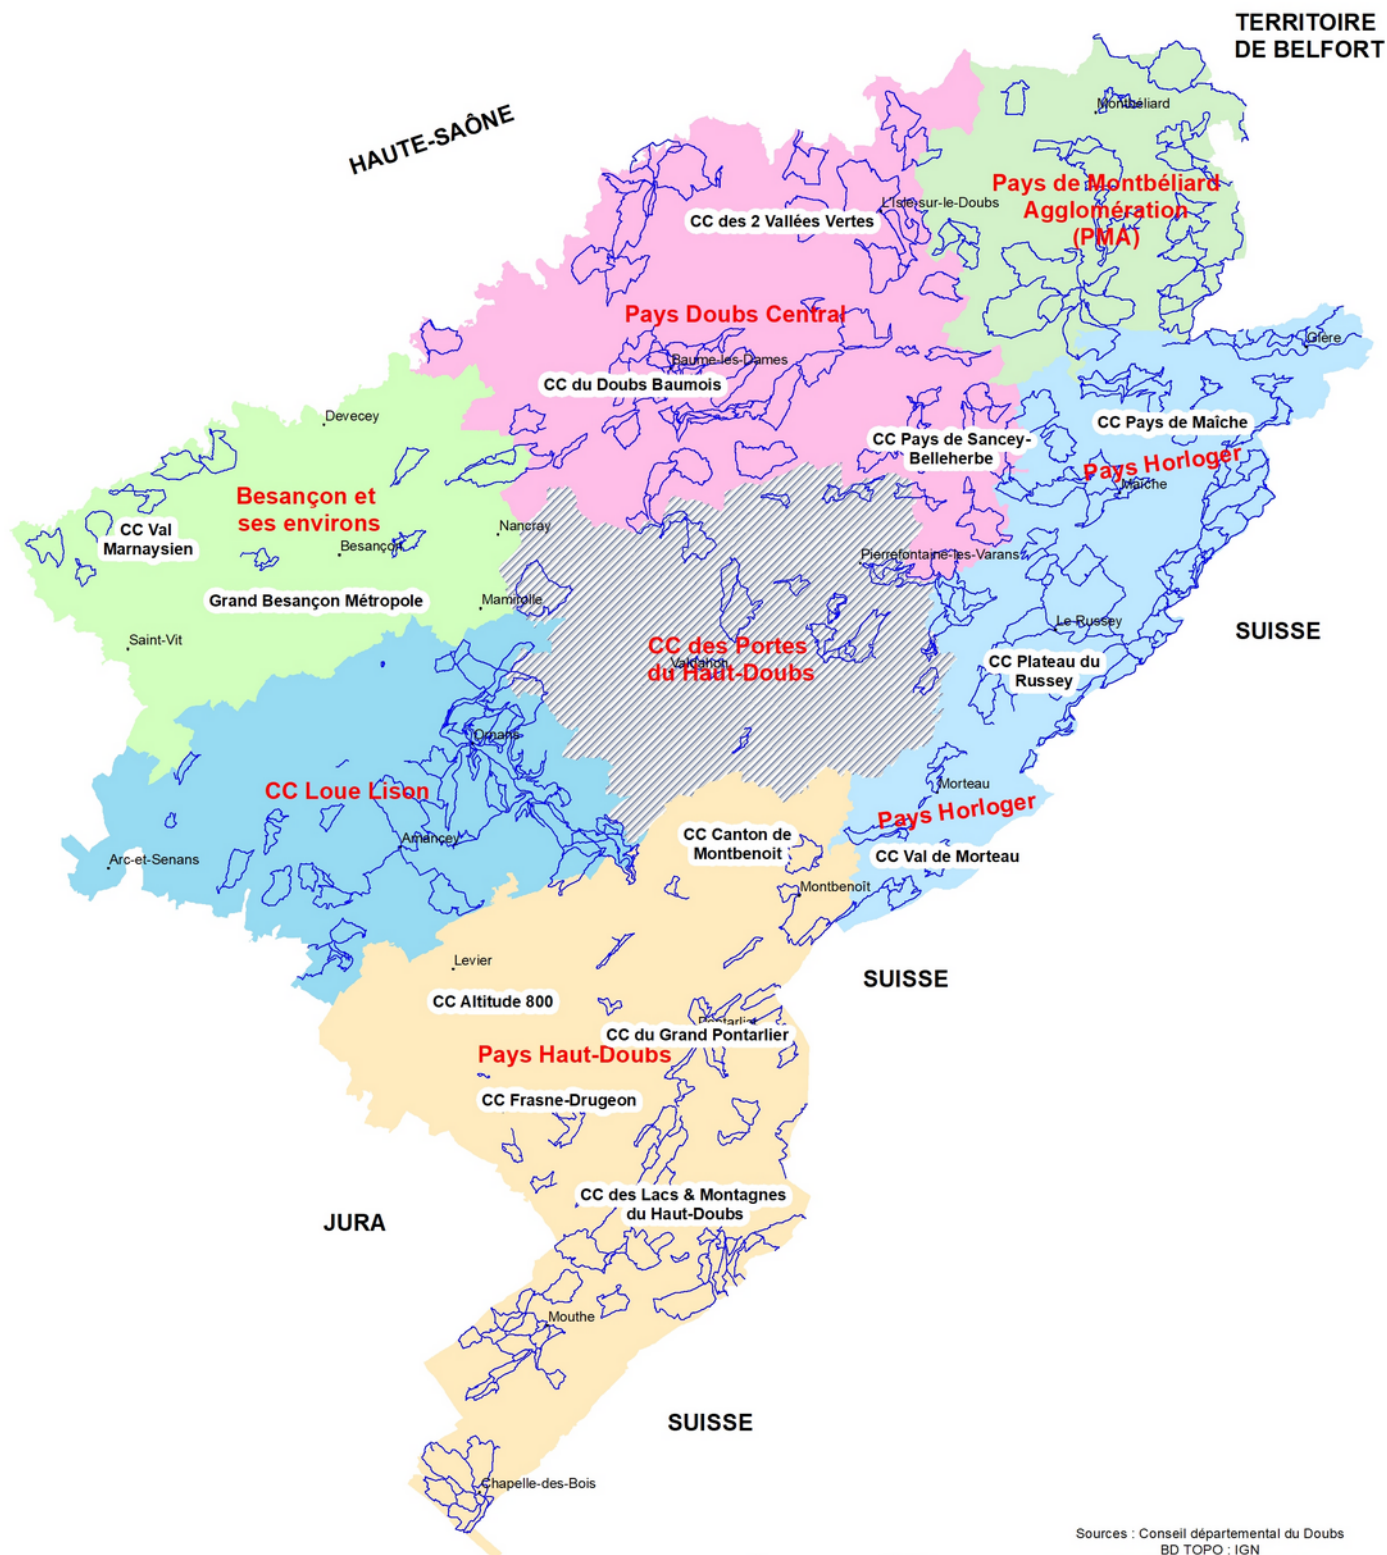 TERRITOIRE
DE BELFORT
HAUTE-SAÔNE
Montbéliard
Pays de Montbéliard
Agglomération
(PMA)
L'Isle-sur-le-Doubs
CC des 2 Vallées Vertes
Pays Doubs Central
Glère
Baume-les-Dames
CC du Doubs Baumois
Devecey
CC Pays de Maîche
CC Pays de Sancey-
Belleherbe
Pays Horloger
Maîche
Besançon et
ses environs
CC Val
Marnaysien
Nancray
Besançon
Pierrefontaine-les-Varans
Grand Besançon Métropole
Mamirolle
Le Russey
SUISSE
Saint-Vit
CC des Portes
du Haut-Doubs
Valdahon
CC Plateau du
Russey
Ornans
CC Loue Lison
Morteau
Pays Horloger
Amancey
CC Canton de
Montbenoit
CC Val de Morteau
Arc-et-Senans
Montbenoît
Levier
SUISSE
CC Altitude 800
Pontarlier
CC du Grand Pontarlier
Pays Haut-Doubs
CC Frasne-Drugeon
CC des Lacs & Montagnes
du Haut-Doubs
JURA
Mouthe
SUISSE
Chapelle-des-Bois
Sources : Conseil départemental du Doubs
BD TOPO : IGN